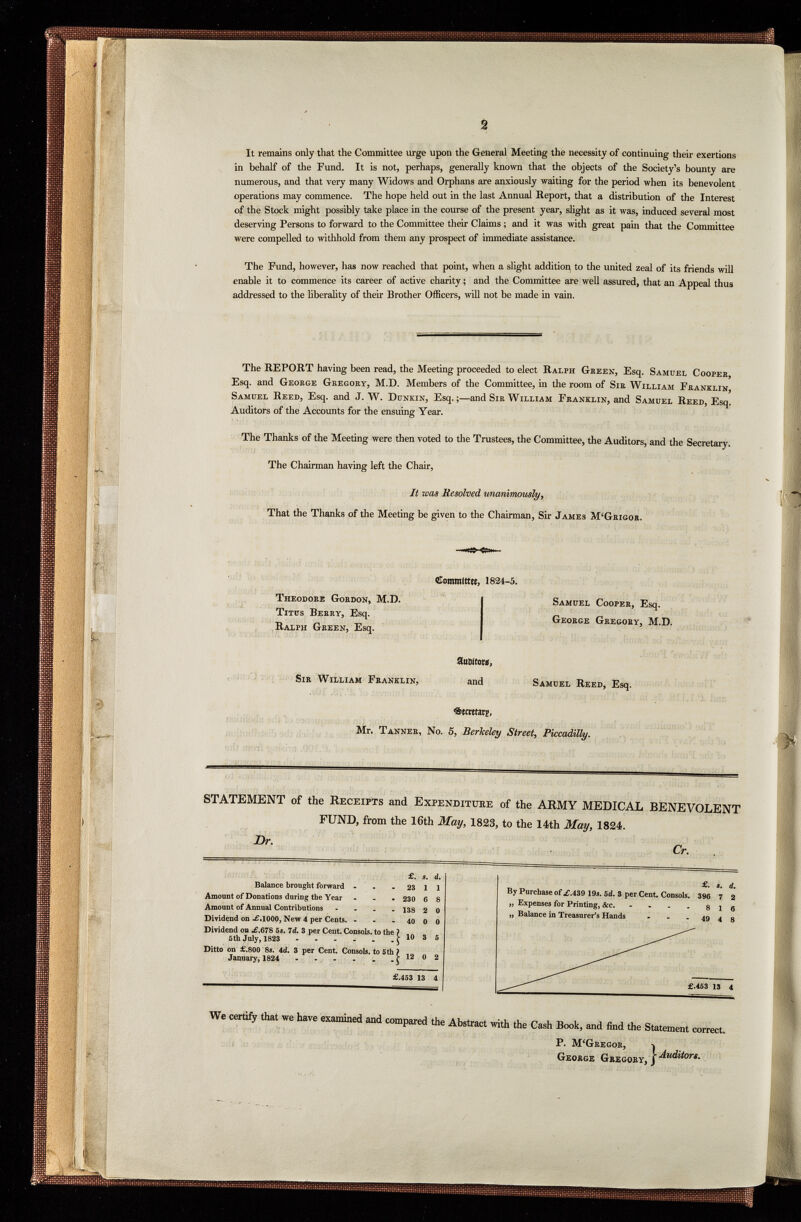 2
It remains only that the Committee urge upon the General Meeting the necessity of continuing their exertions
in behalf of the Fund. It is not, perhaps, generally known that the objects of the Society's bounty are
numerous, and that very many Widows and Orphans are anxiously waiting for the period when its benevolent
operations may commence. The hope held out in the last Annual Report, that a distribution of the Interest
of the Stock might possibly take place in the course of the present year, slight as it was, induced several most
deserving Persons to forward to the Committee their Claims; and it was with great pain that the Committee
were compelled to withhold from them any prospect of immediate assistance.
The Fund, however, has now reached that point, when a slight addition to the united zeal of its friends will
enable it to commence its career of active charity; and the Committee are well assured, that an Appeal thus
addressed to the liberality of their Brother Officers, will not be made in vain.
The REPORT having been read, the Meeting proceeded to elect Ralph Green, Esq. Samuel Cooper,
Esq. and George Gregory, M.D. Members of the Committee, in the room of Sir William Franklin,
Samuel Reed, Esq. and J. W. Dunkin, Esq.;—and Sir William Franklin, and Samuel Reed, Esq.
Auditors of the Accounts for the ensuing Year.
The Thanks of the Meeting were then voted to the Trustees, the Committee, the Auditors, and the Secretary.
The Chairman having left the Chair,
It was Resolved unanimously,
That the Thanks of the Meeting be given to the Chairman, Sir James M'Grigor.
Committee, 1824-5.
Theodore Gordon, M.D.
Titus Berry, Esq.
Ralph Green, Esq.
Samuel Cooper, Esq.
George Gregory, M.D.
Auditors,
Sir William Franklin, and Samuel Reed, Esq.
Secretary,
Mr. Tanner, No. 5, Berkeley Street, Piccadilly.
STATEMENT of the Receipts and Expenditure of the ARMY MEDICAL BENEVOLENT
FUND, from the 16th May, 1823, to the 14th May, 1824.
Dr. Cr.
£. s. d.
Balance brought forward - - - 23 1 1
Amount of Donations during the Year - - - 230 6 8
Amount of Annual Contributions - - - - 138 2 0
Dividend on £.1000, New 4 per Cents. - - - 40 0 0
Dividend on £.678 5s. 7d. 3 per Cent. Consols. to the
5th July, 1823 - - - - - - } 10 3 5
Ditto on £.800 8s. 4d. 3 per Cent. Consols. to 5th
January, 1824 - - - - - - } 12 0 2
£.453 13 4
£. s. d.
By Purchase of £.439 19s. 5d. 3 per Cent. Consols. 396 7 2
„ Expenses for Printing, &c. - - - - 8 1 6
„ Balance in Treasurer's Hands - - - 49 4 8
£.453 13 4
We certify that we have examined and compared the Abstract with the Cash Book, and find the Statement correct.
P. M'Gregor,
George Gregory, } Auditors.